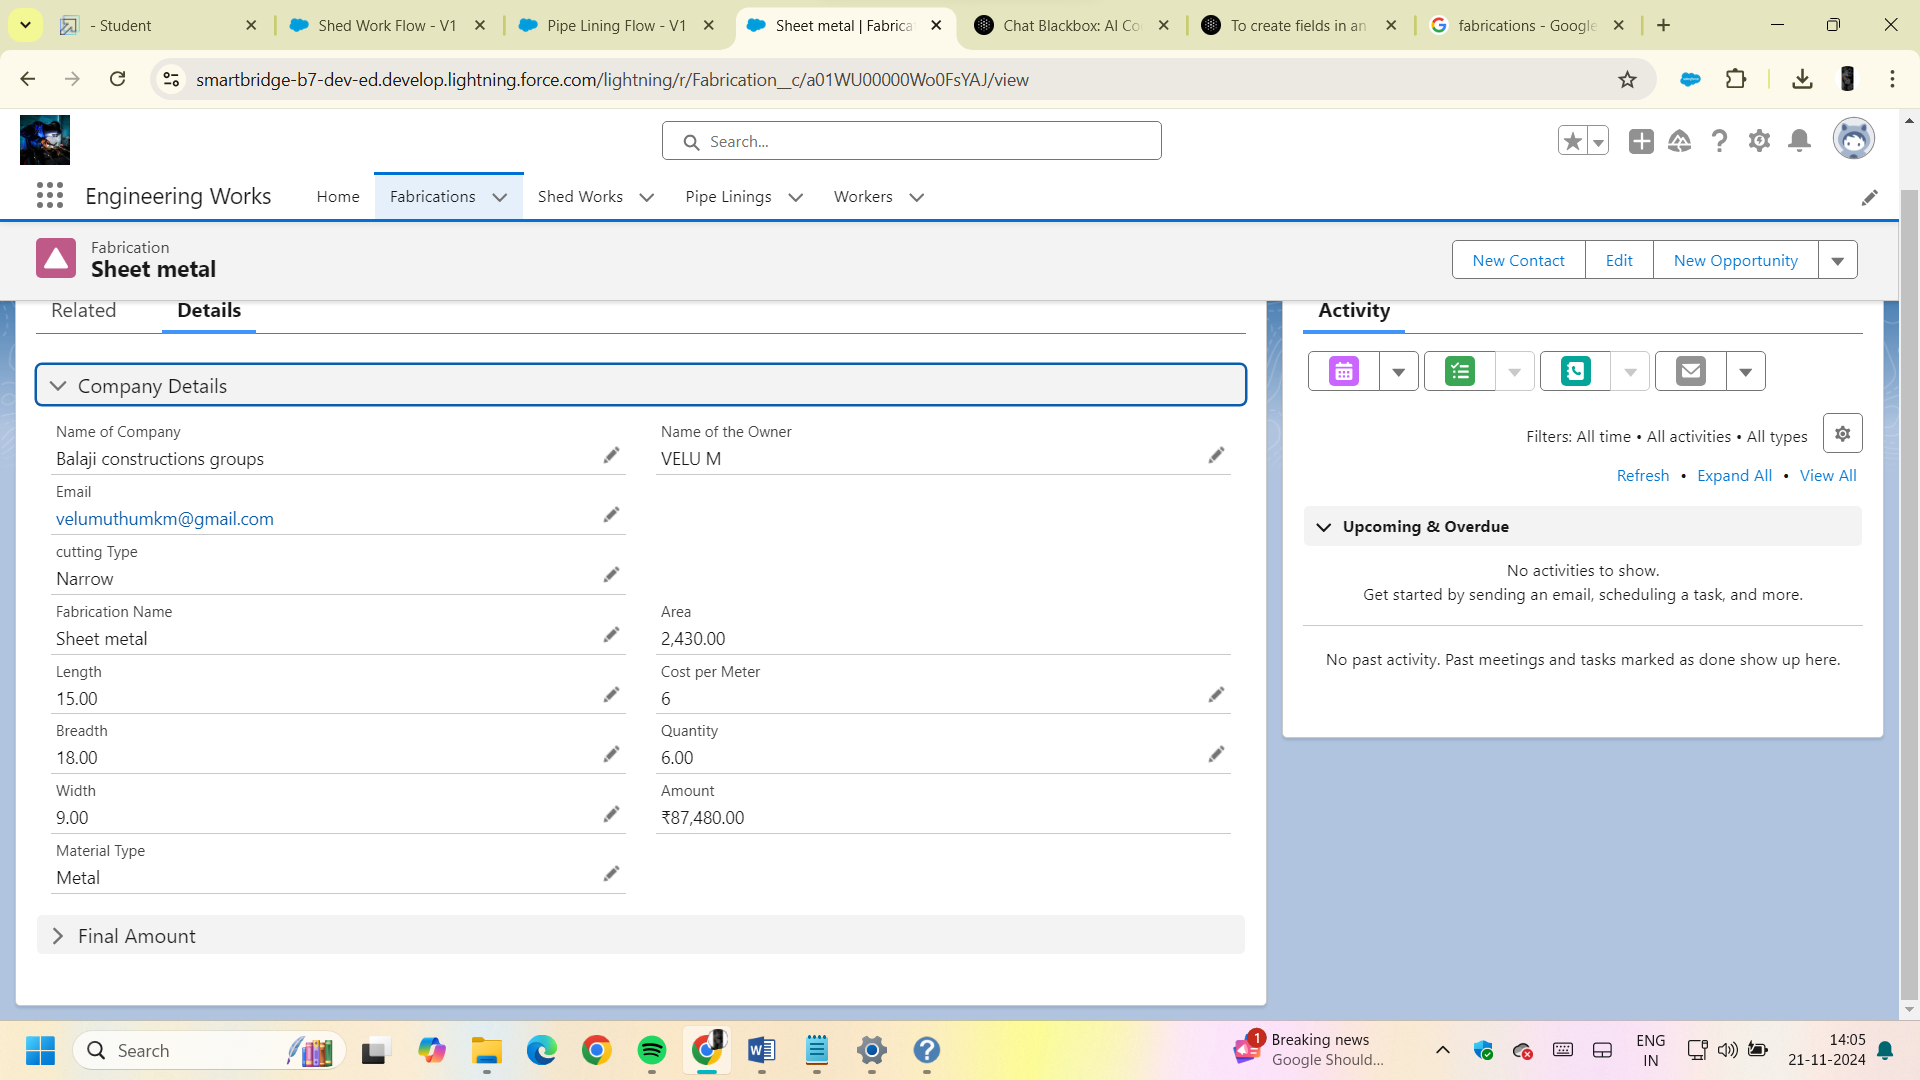 - Student
Shed Work Flow - V1
Pipe Lining Flow - V1
Sheet metal | Fabrica
Chat Blackbox: AI Co
To create fields in an
fabrications - Google
smartbridge-b7-dev-ed.develop.lightning.force.com/lightning/r/Fabrication__c/a01WU00000Wo0FsYAJ/view
Search...
Engineering Works
Home
Fabrications
Shed Works
Pipe Linings
Workers
Fabrication
Sheet metal
New Contact
Edit
New Opportunity
Related
Details
Company Details
Name of Company
Balaji constructions groups
Name of the Owner
VELU M
Email
velumuthumkm@gmail.com
cutting Type
Narrow
Fabrication Name
Sheet metal
Area
2,430.00
Length
15.00
Cost per Meter
6
Breadth
18.00
Quantity
6.00
Width
9.00
Amount
₹87,480.00
Material Type
Metal
Final Amount
Activity
Filters: All time • All activities • All types
Refresh • Expand All • View All
Upcoming & Overdue
No activities to show.
Get started by sending an email, scheduling a task, and more.
No past activity. Past meetings and tasks marked as done show up here.
Search
1
Breaking news
Google Should...
ENG
IN
14:05
21-11-2024